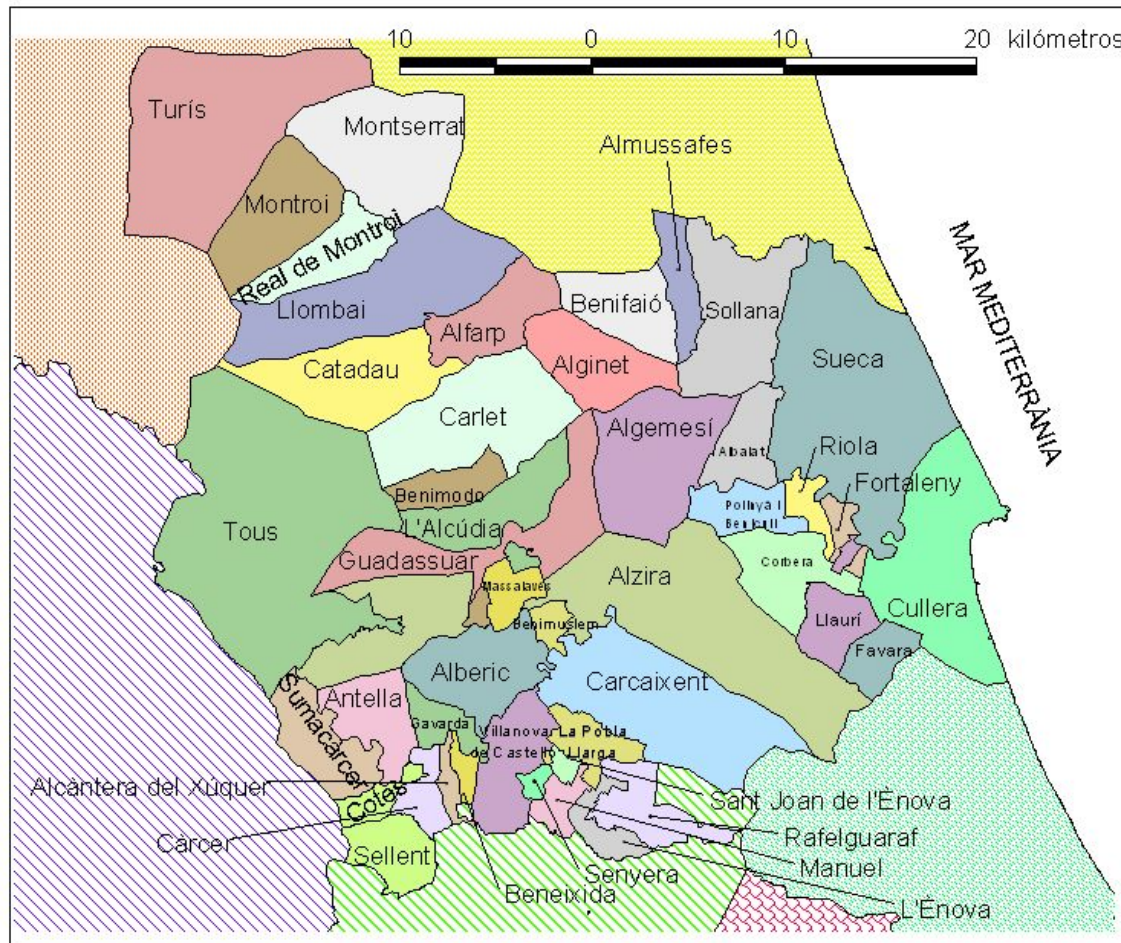 10 0 10 20 kilómetros
Turís
Montserrat
Almussafes
Montroi
Real de Montroi
MAR MEDITERRÀNIA
Llombai
Benifaió
Sollana
Alfarp
Sueca
Catadau
Alginet
Carlet
Algemesí
Albalat
Riola
Benimodo
Fortaleny
Polinyà i
Benicull
L'Alcúdia
Tous
Guadassuar
Corbera
Alzira
Massalavés
Cullera
Benimuslem
Llaurí
Favara
Alberic
Carcaixent
Antella
Sumacàrcer
Gavarda
Villanova
de Castelló
La Pobla
Llarga
Alcàntera del Xúquer
Cotes
Sant Joan de l'Ènova
Càrcer
Rafelguaraf
Sellent
Manuel
Senyera
Beneixida
L'Ènova